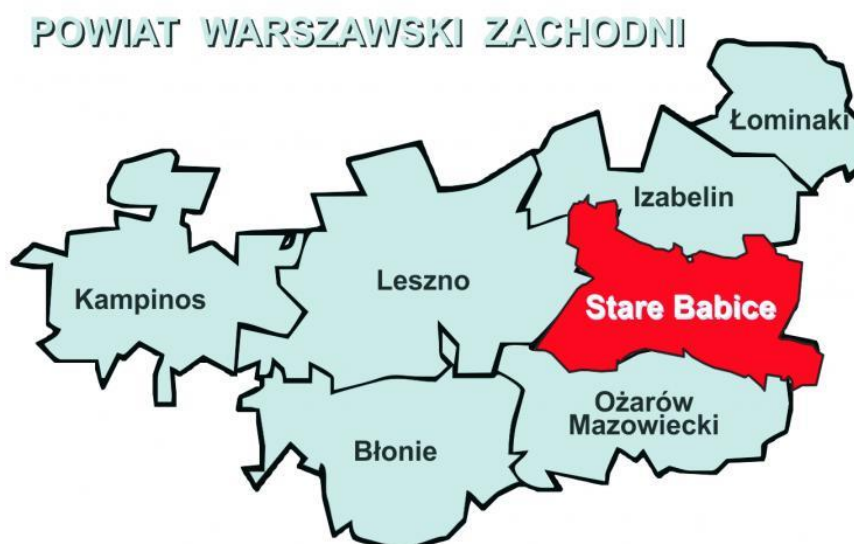 POWIAT WARSZAWSKI ZACHODNI
Łominaki
Izabelin
Kampinos
Leszno
Stare Babice
Ożarów
Mazowiecki
Błonie